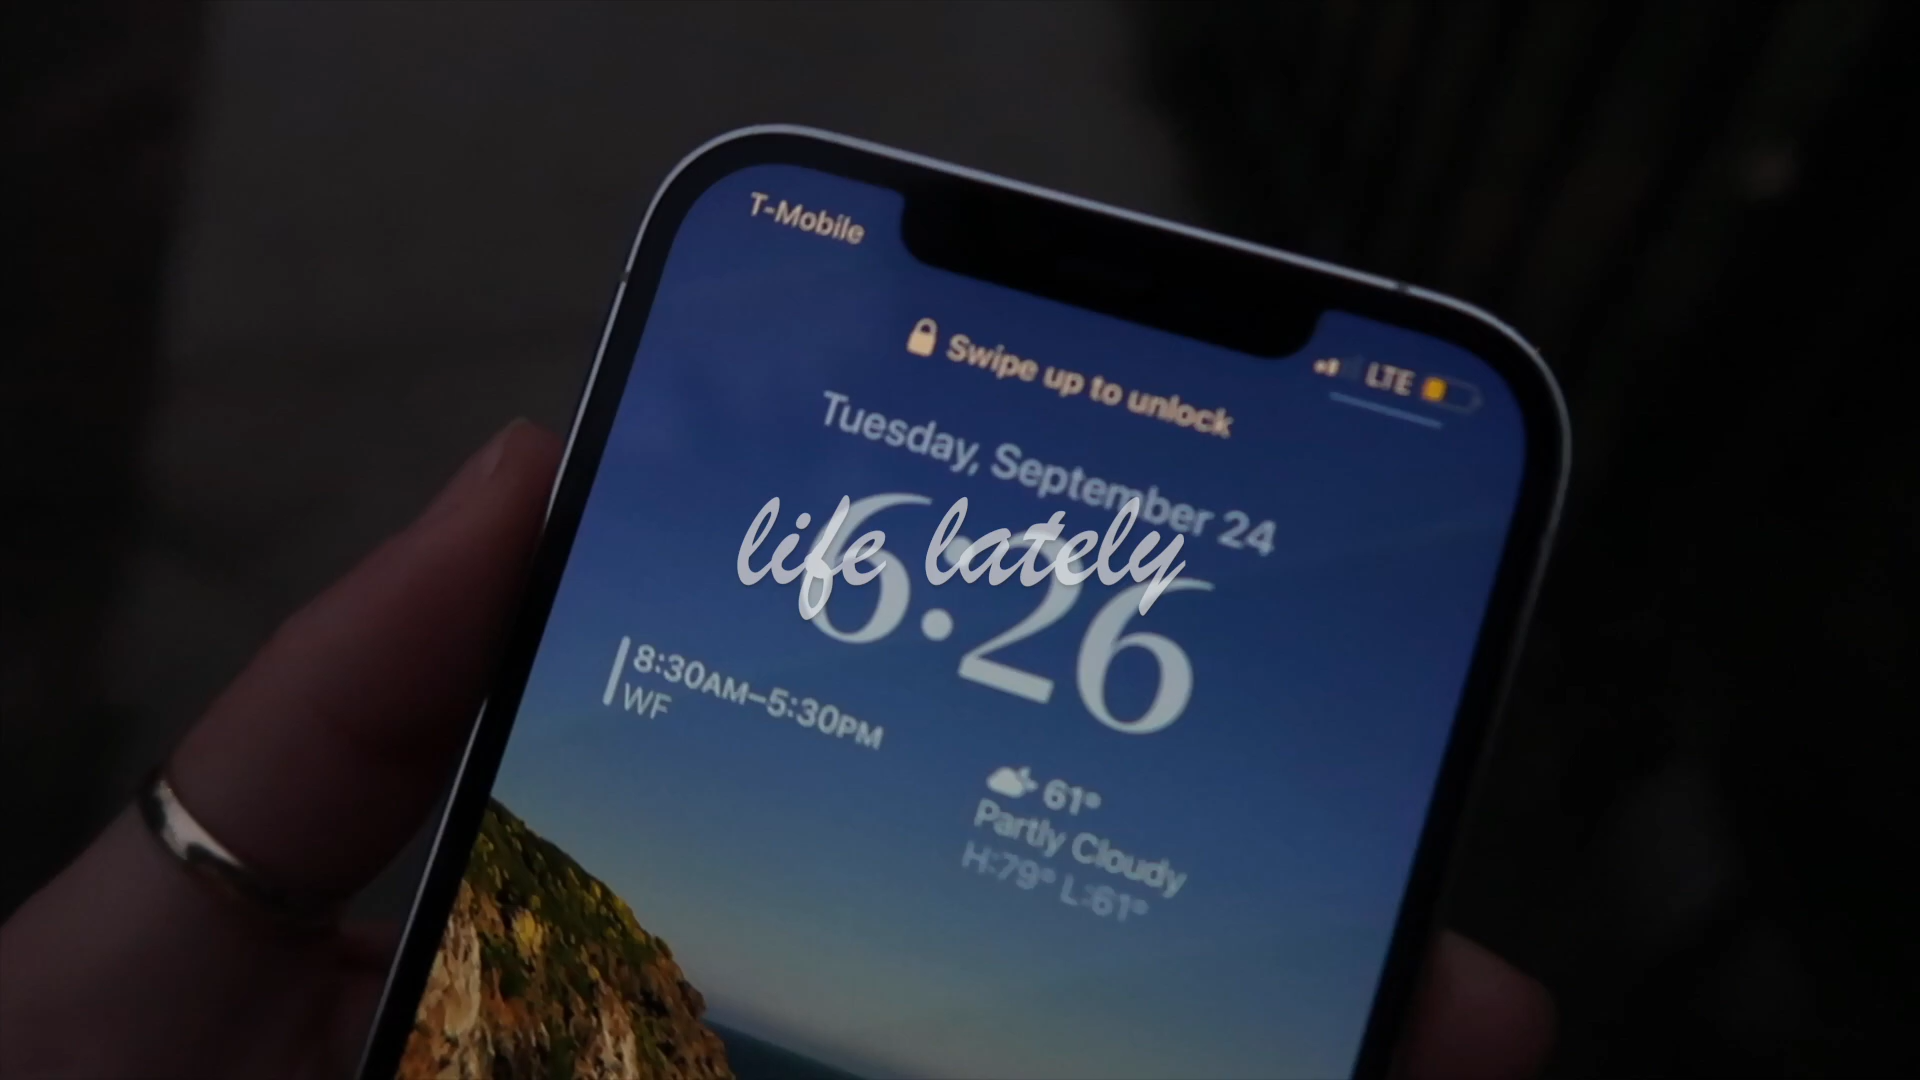 T-Mobile
LTE
Swipe up to unlock
Tuesday, September 24
6:26
life lately
8:30AM–5:30PM
WF
61°
Partly Cloudy
H:79° L:61°